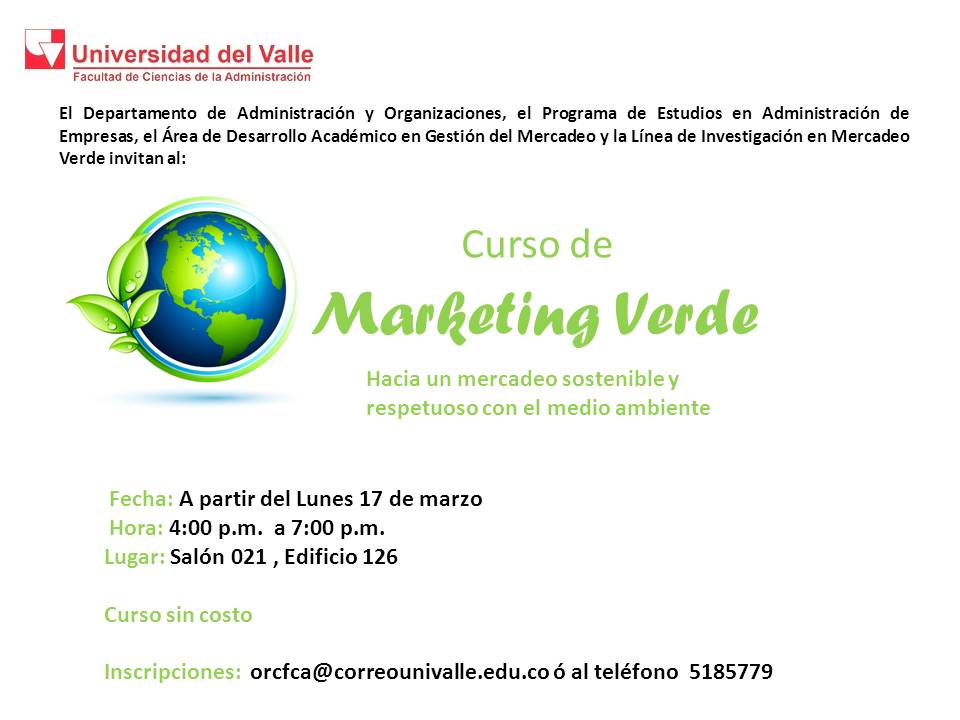 Universidad del Valle
Facultad de Ciencias de la Administración
El Departamento de Administración y Organizaciones, el Programa de Estudios en Administración de
Empresas, el Área de Desarrollo Académico en Gestión del Mercadeo y la Línea de Investigación en Mercadeo
Verde invitan al:
Curso de
Marketing Verde
Hacia un mercadeo sostenible y
respetuoso con el medio ambiente
Fecha: A partir del Lunes 17 de marzo
Hora: 4:00 p.m. a 7:00 p.m.
Lugar: Salón 021 , Edificio 126
Curso sin costo
Inscripciones: orcfca@correounivalle.edu.co ó al teléfono 5185779